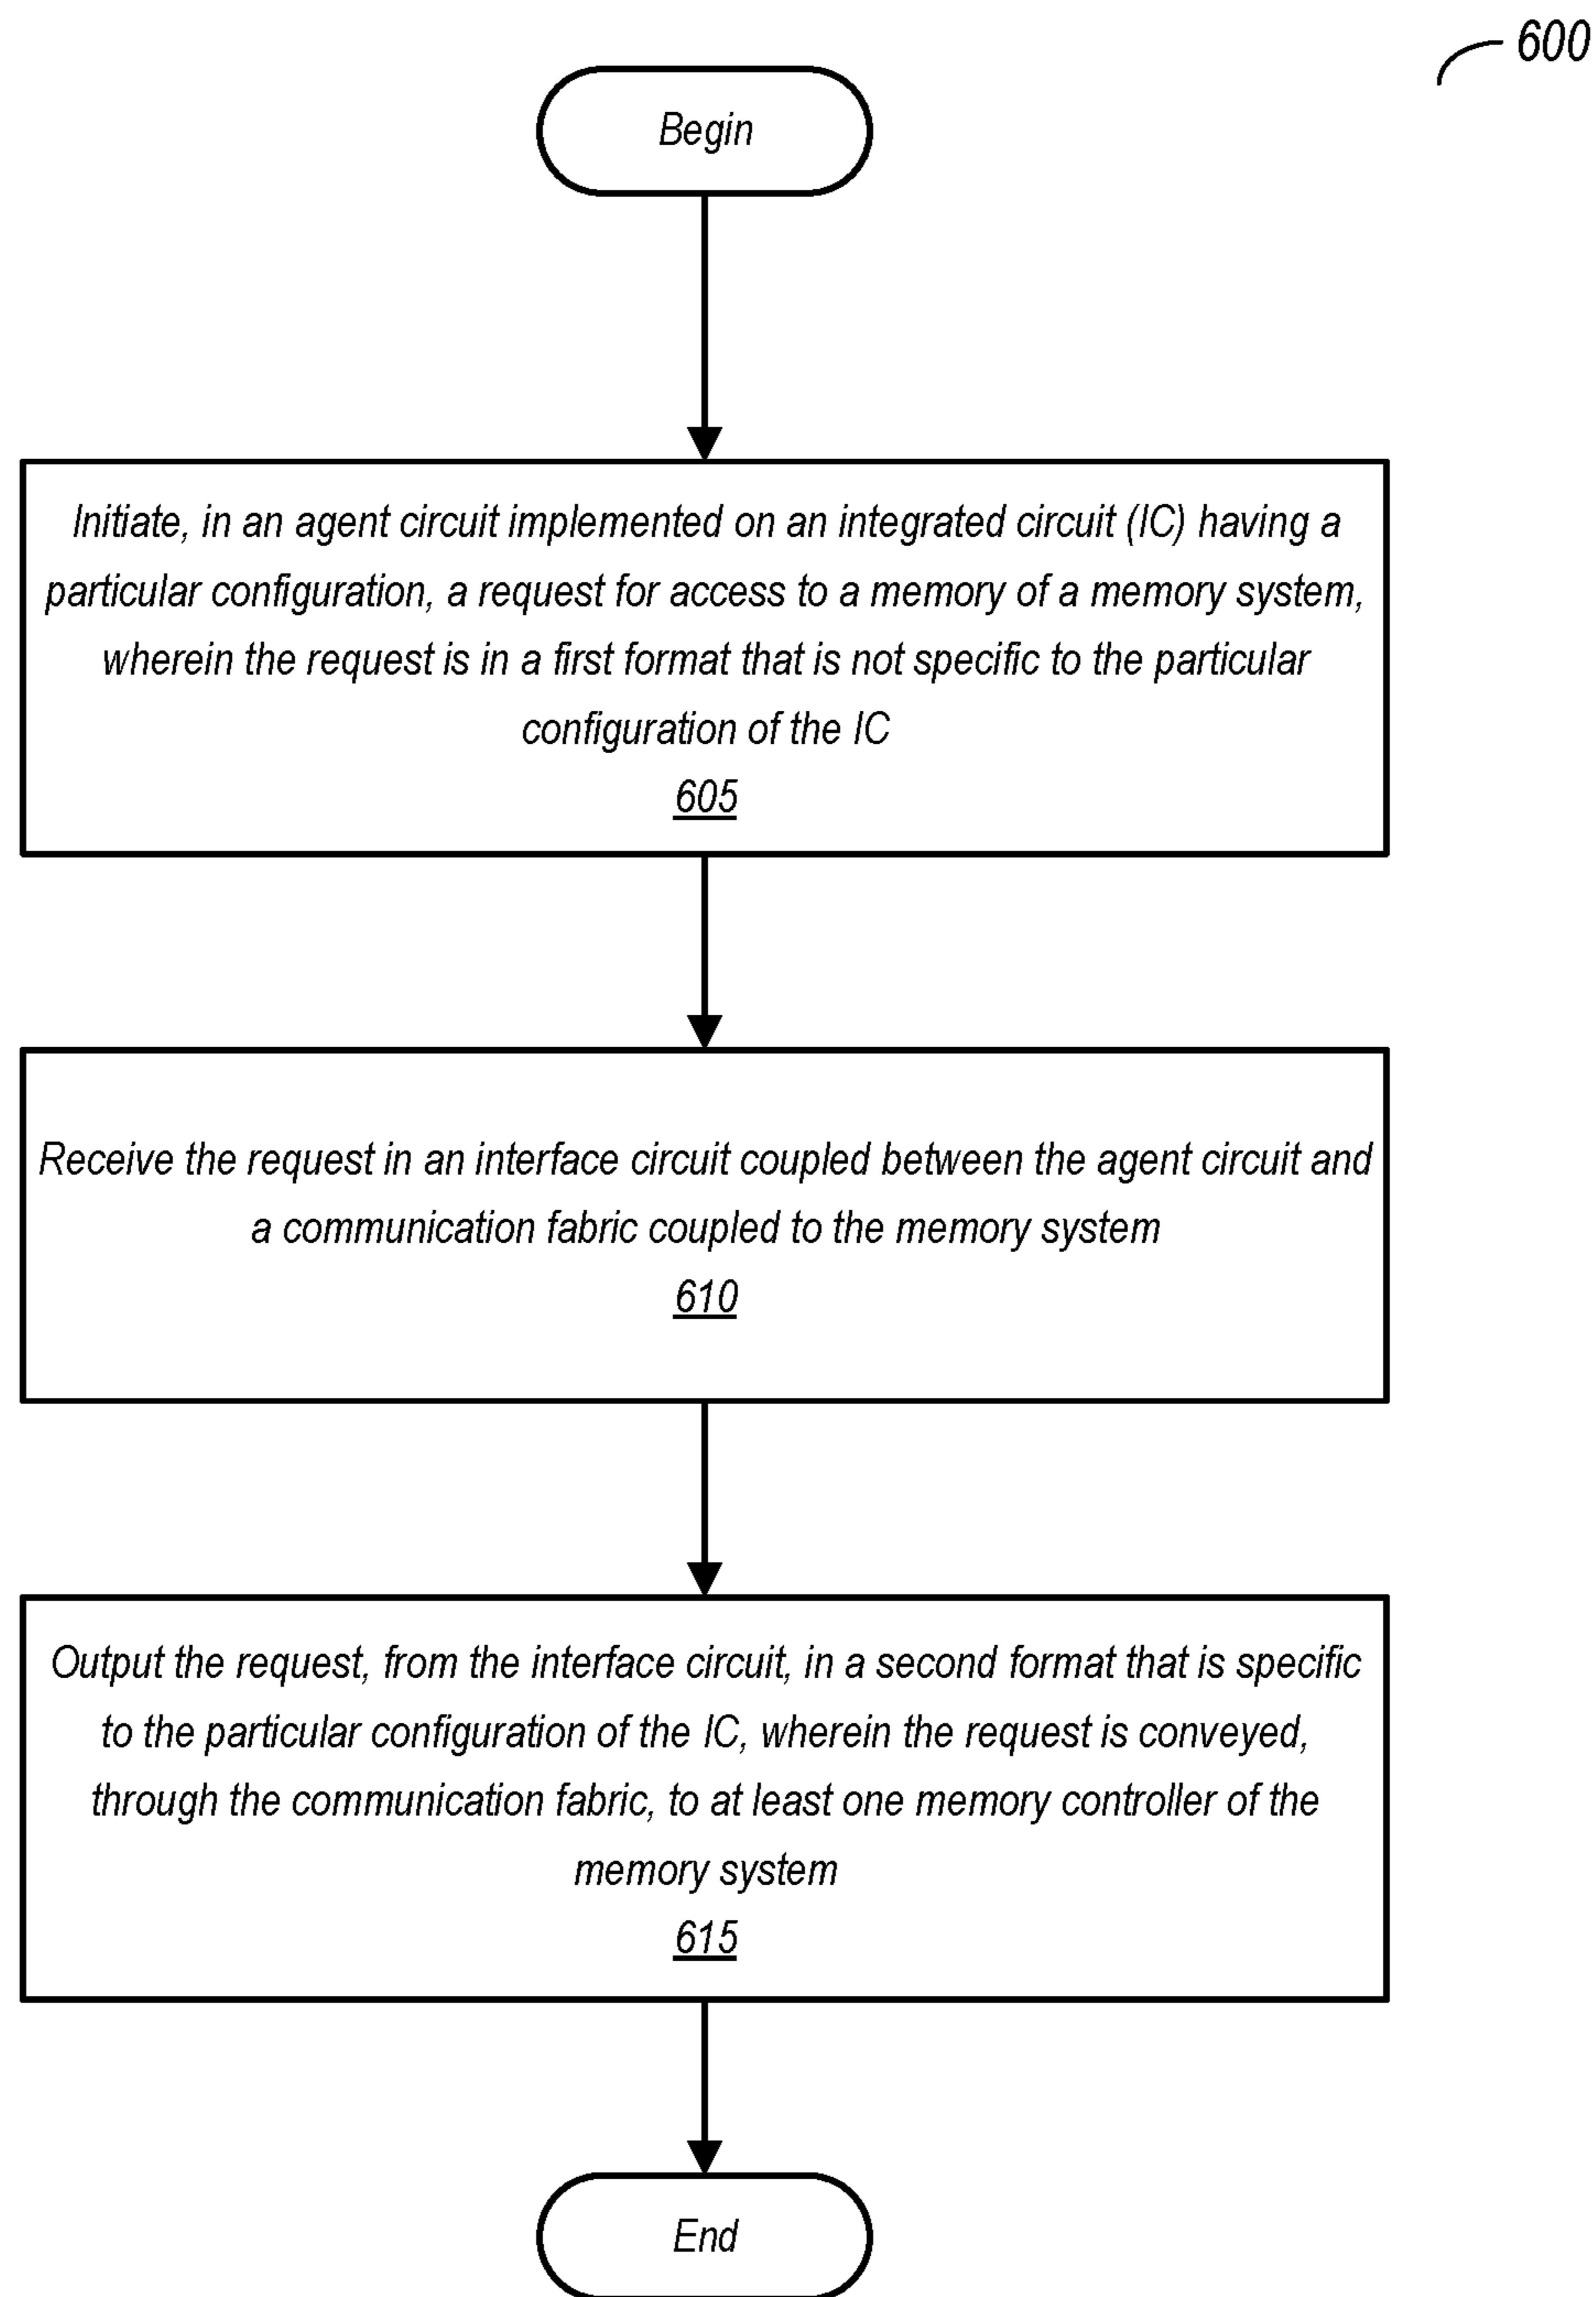 600
Begin
Initiate, in an agent circuit implemented on an integrated circuit (IC) having a
particular configuration, a request for access to a memory of a memory system,
wherein the request is in a first format that is not specific to the particular
configuration of the IC
605
Receive the request in an interface circuit coupled between the agent circuit and
a communication fabric coupled to the memory system
610
Output the request, from the interface circuit, in a second format that is specific
to the particular configuration of the IC, wherein the request is conveyed,
through the communication fabric, to at least one memory controller of the
memory system
615
End